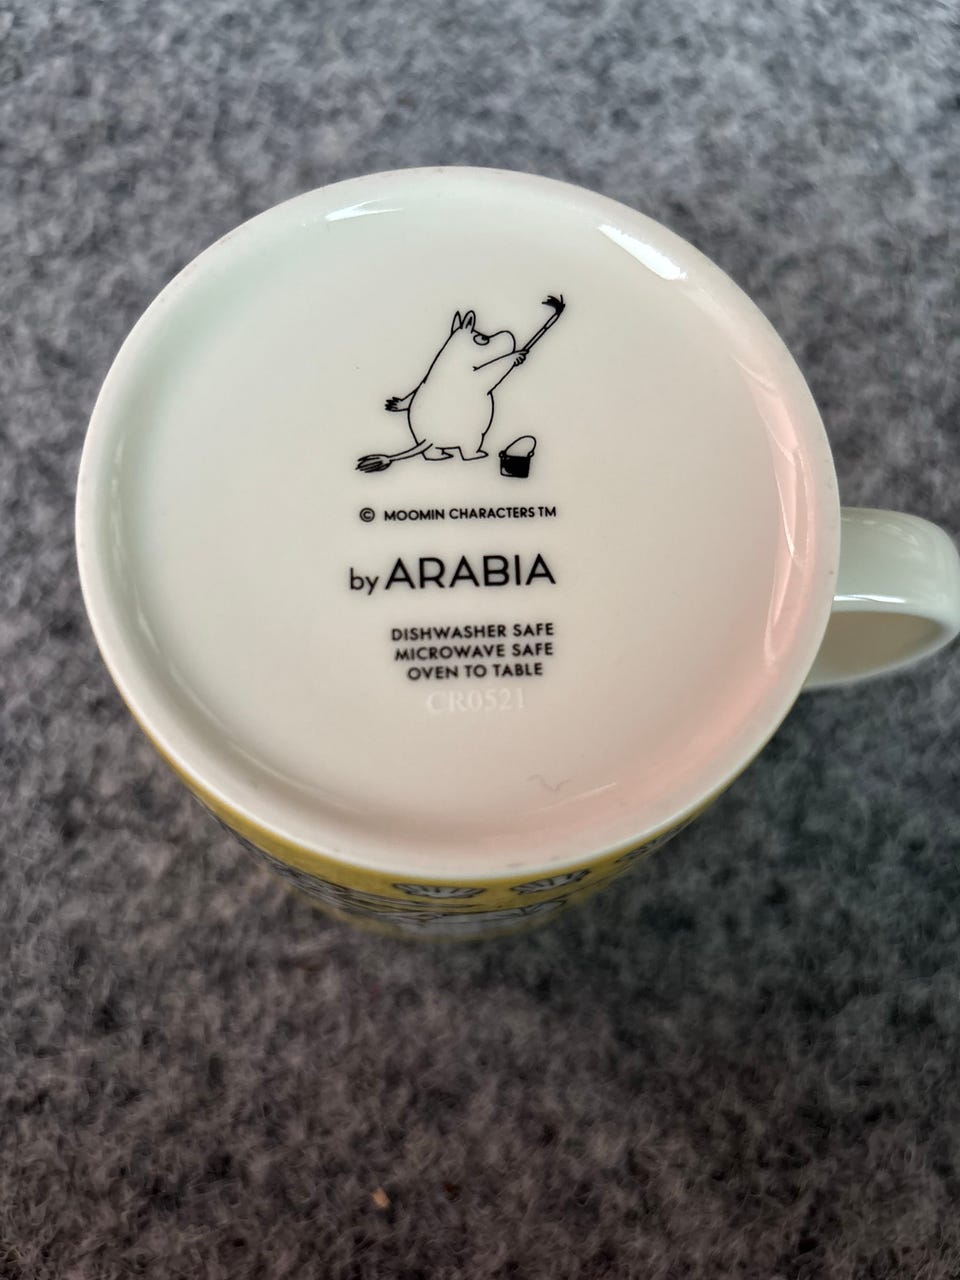 © MOOMIN CHARACTERS TM
by ARABIA
DISHWASHER SAFE
MICROWAVE SAFE
OVEN TO TABLE
CR0521